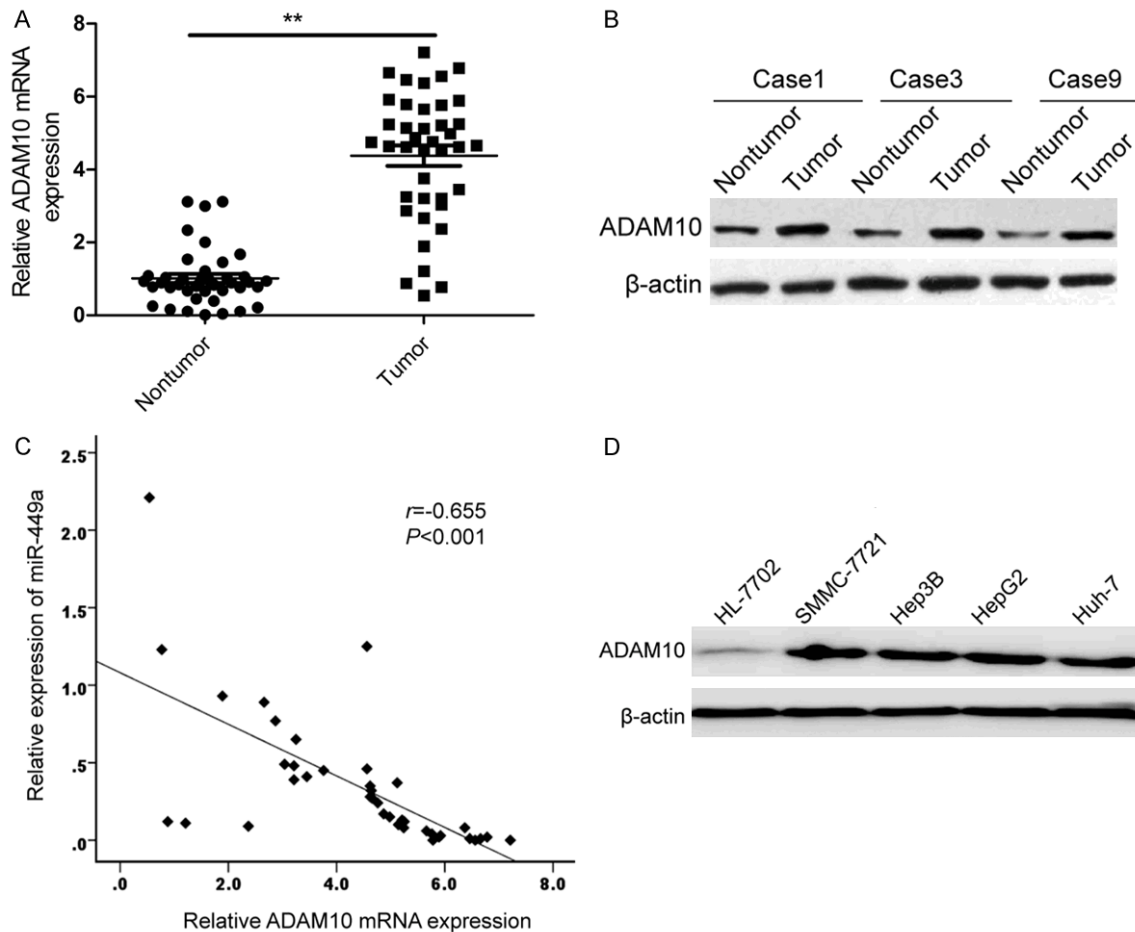 A
**
Relative ADAM10 mRNA
expression
8
6
4
2
0
Nontumor
Tumor
B
Case1 Case3 Case9
Nontumor Tumor Nontumor Tumor Nontumor Tumor
ADAM10
β-actin
C
Relative expression of miR-449a
2.5
2.0
1.5
1.0
.5
.0
r=-0.655
P<0.001
.0 2.0 4.0 6.0 8.0
Relative ADAM10 mRNA expression
D
HL-7702 SMMC-7721 Hep3B HepG2 Huh-7
ADAM10
β-actin